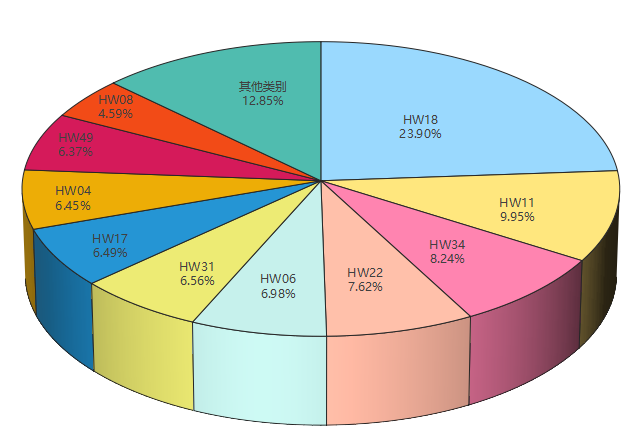 其他类别
12.85%
HW18
23.90%
HW08
4.59%
HW49
6.37%
HW04
6.45%
HW11
9.95%
HW17
6.49%
HW34
8.24%
HW31
6.56%
HW06
6.98%
HW22
7.62%